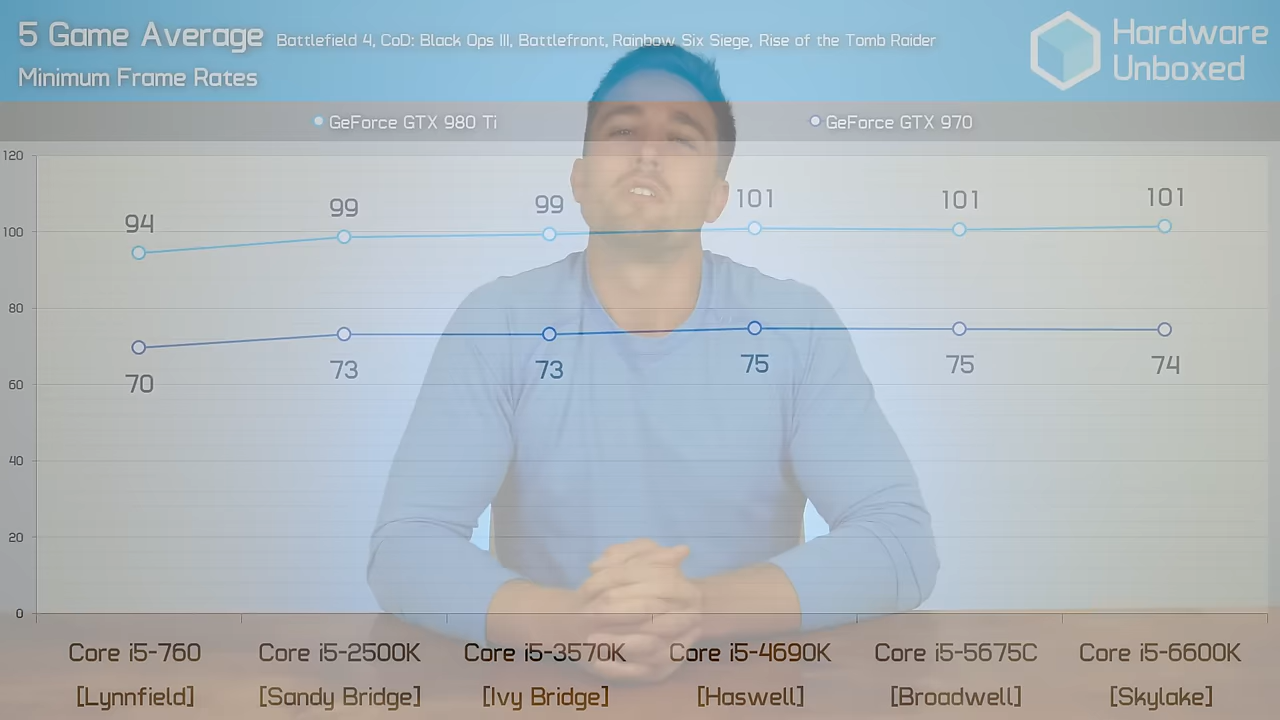 5 Game Average Battlefield 4, CoD: Black Ops III, Battlefront, Rainbow Six Siege, Rise of the Tomb Raider
Minimum Frame Rates
Hardware
Unboxed
GeForce GTX 980 Ti
GeForce GTX 970
120
100
80
60
40
20
0
94
99
99
101
101
101
70
73
73
75
75
74
Core i5-760
Core i5-2500K
Core i5-3570K
Core i5-4690K
Core i5-5675C
Core i5-6600K
[Lynnfield]
[Sandy Bridge]
[Ivy Bridge]
[Haswell]
[Broadwell]
[Skylake]